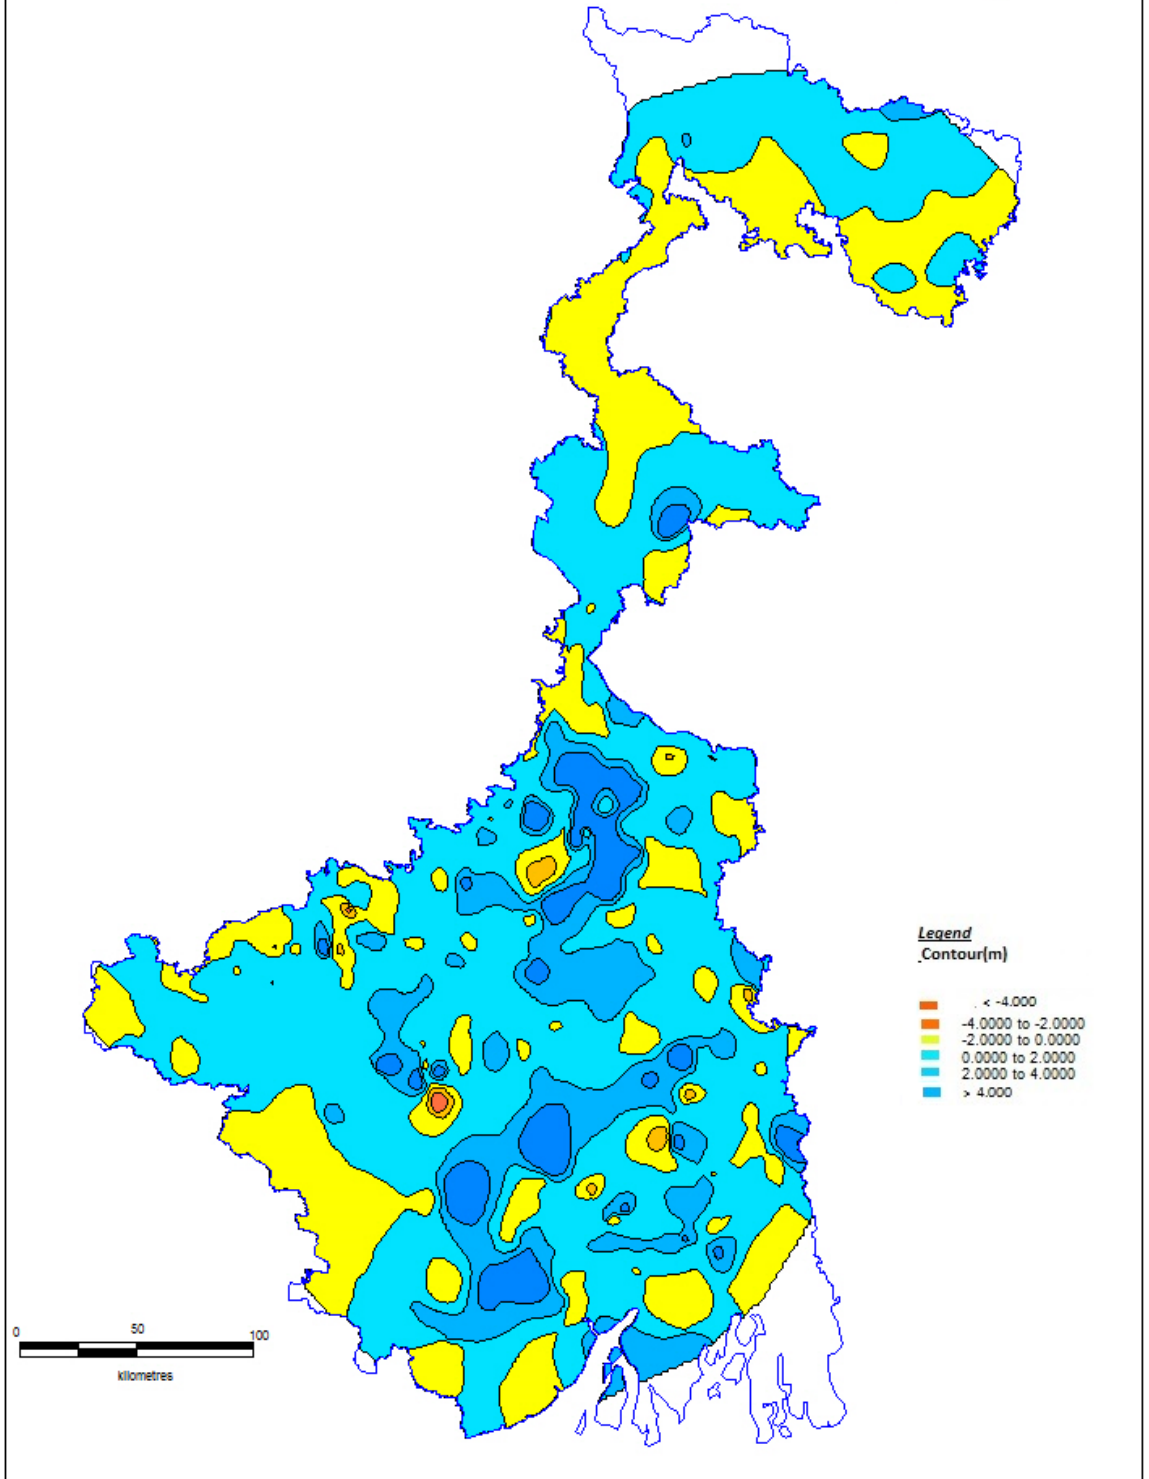 Legend
.Contour(m)
. < -4.000
-4.0000 to -2.0000
-2.0000 to 0.0000
0.0000 to 2.0000
2.0000 to 4.0000
> 4.000
0 50 100
kilometres